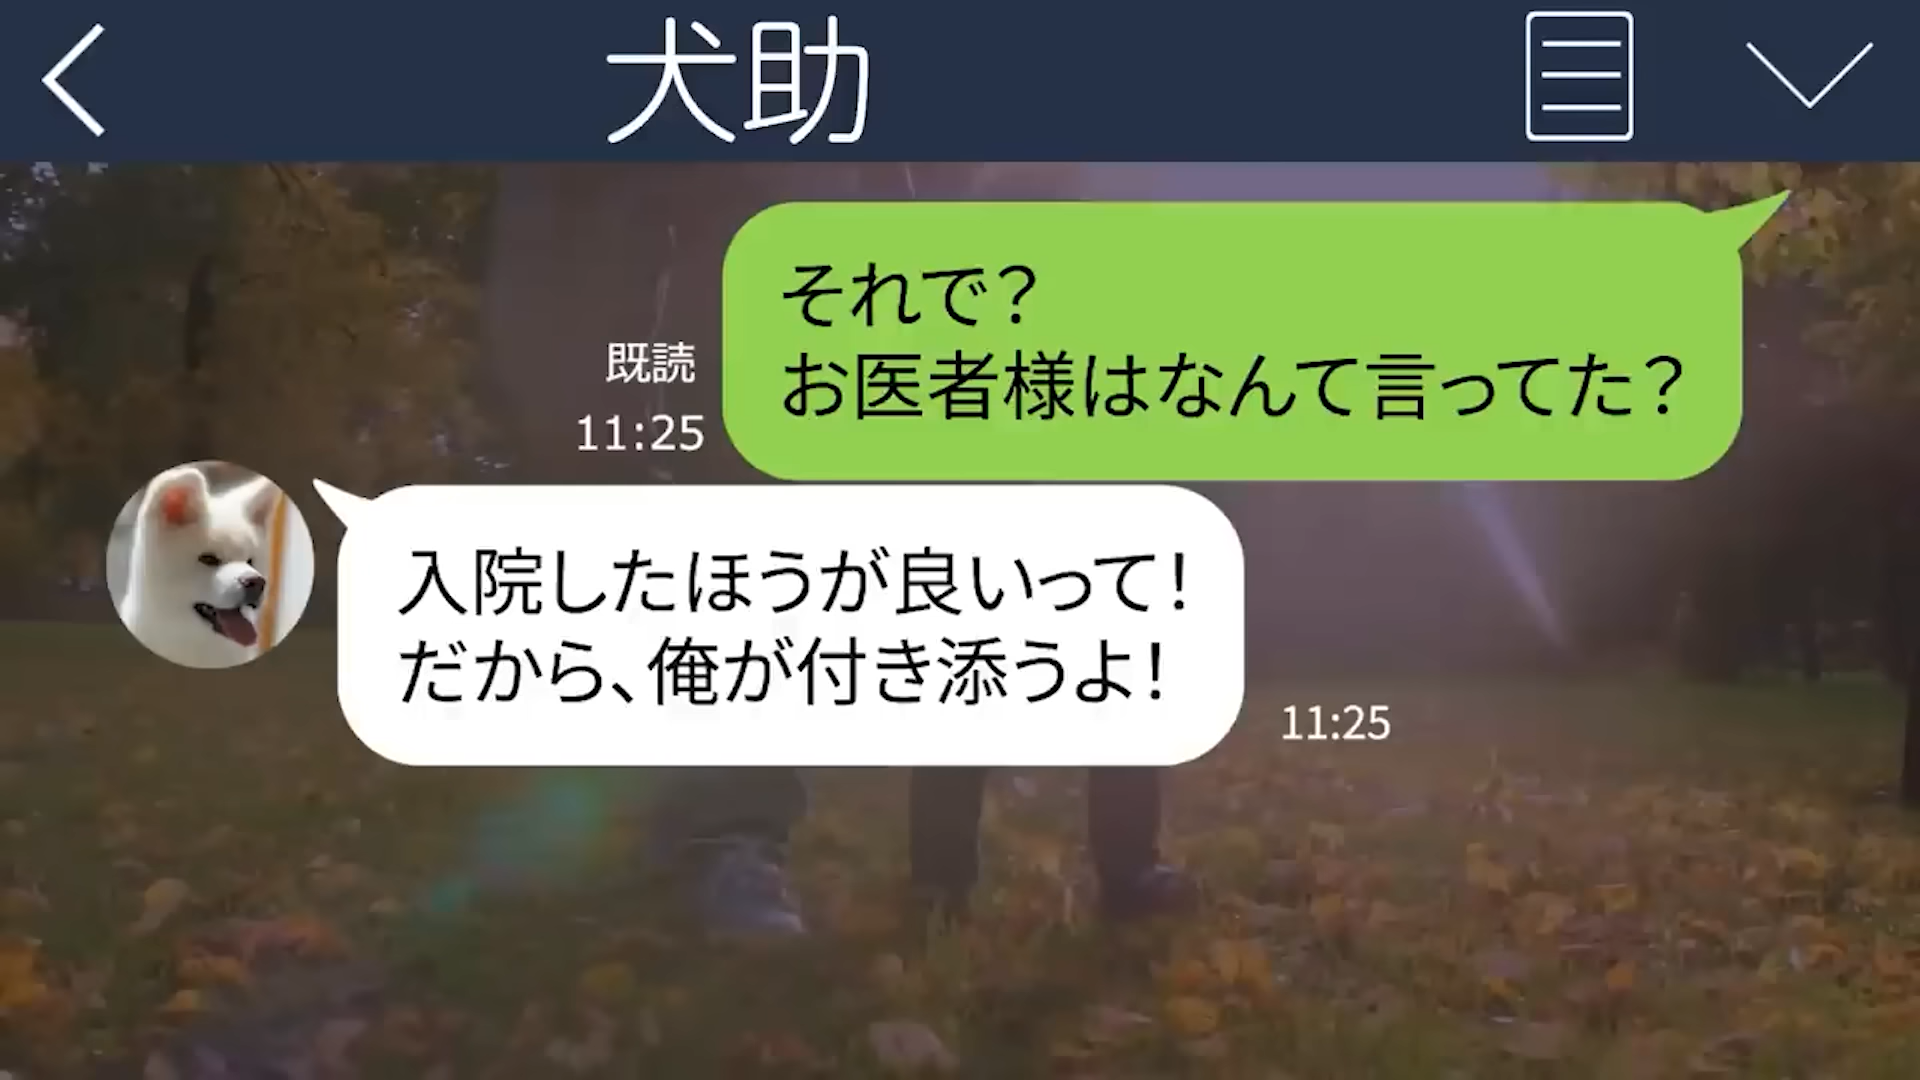 犬助
それで？
お医者様はなんて言ってた？
既読
11:25
入院したほうが良いって！
だから、俺が付き添うよ！
11:25